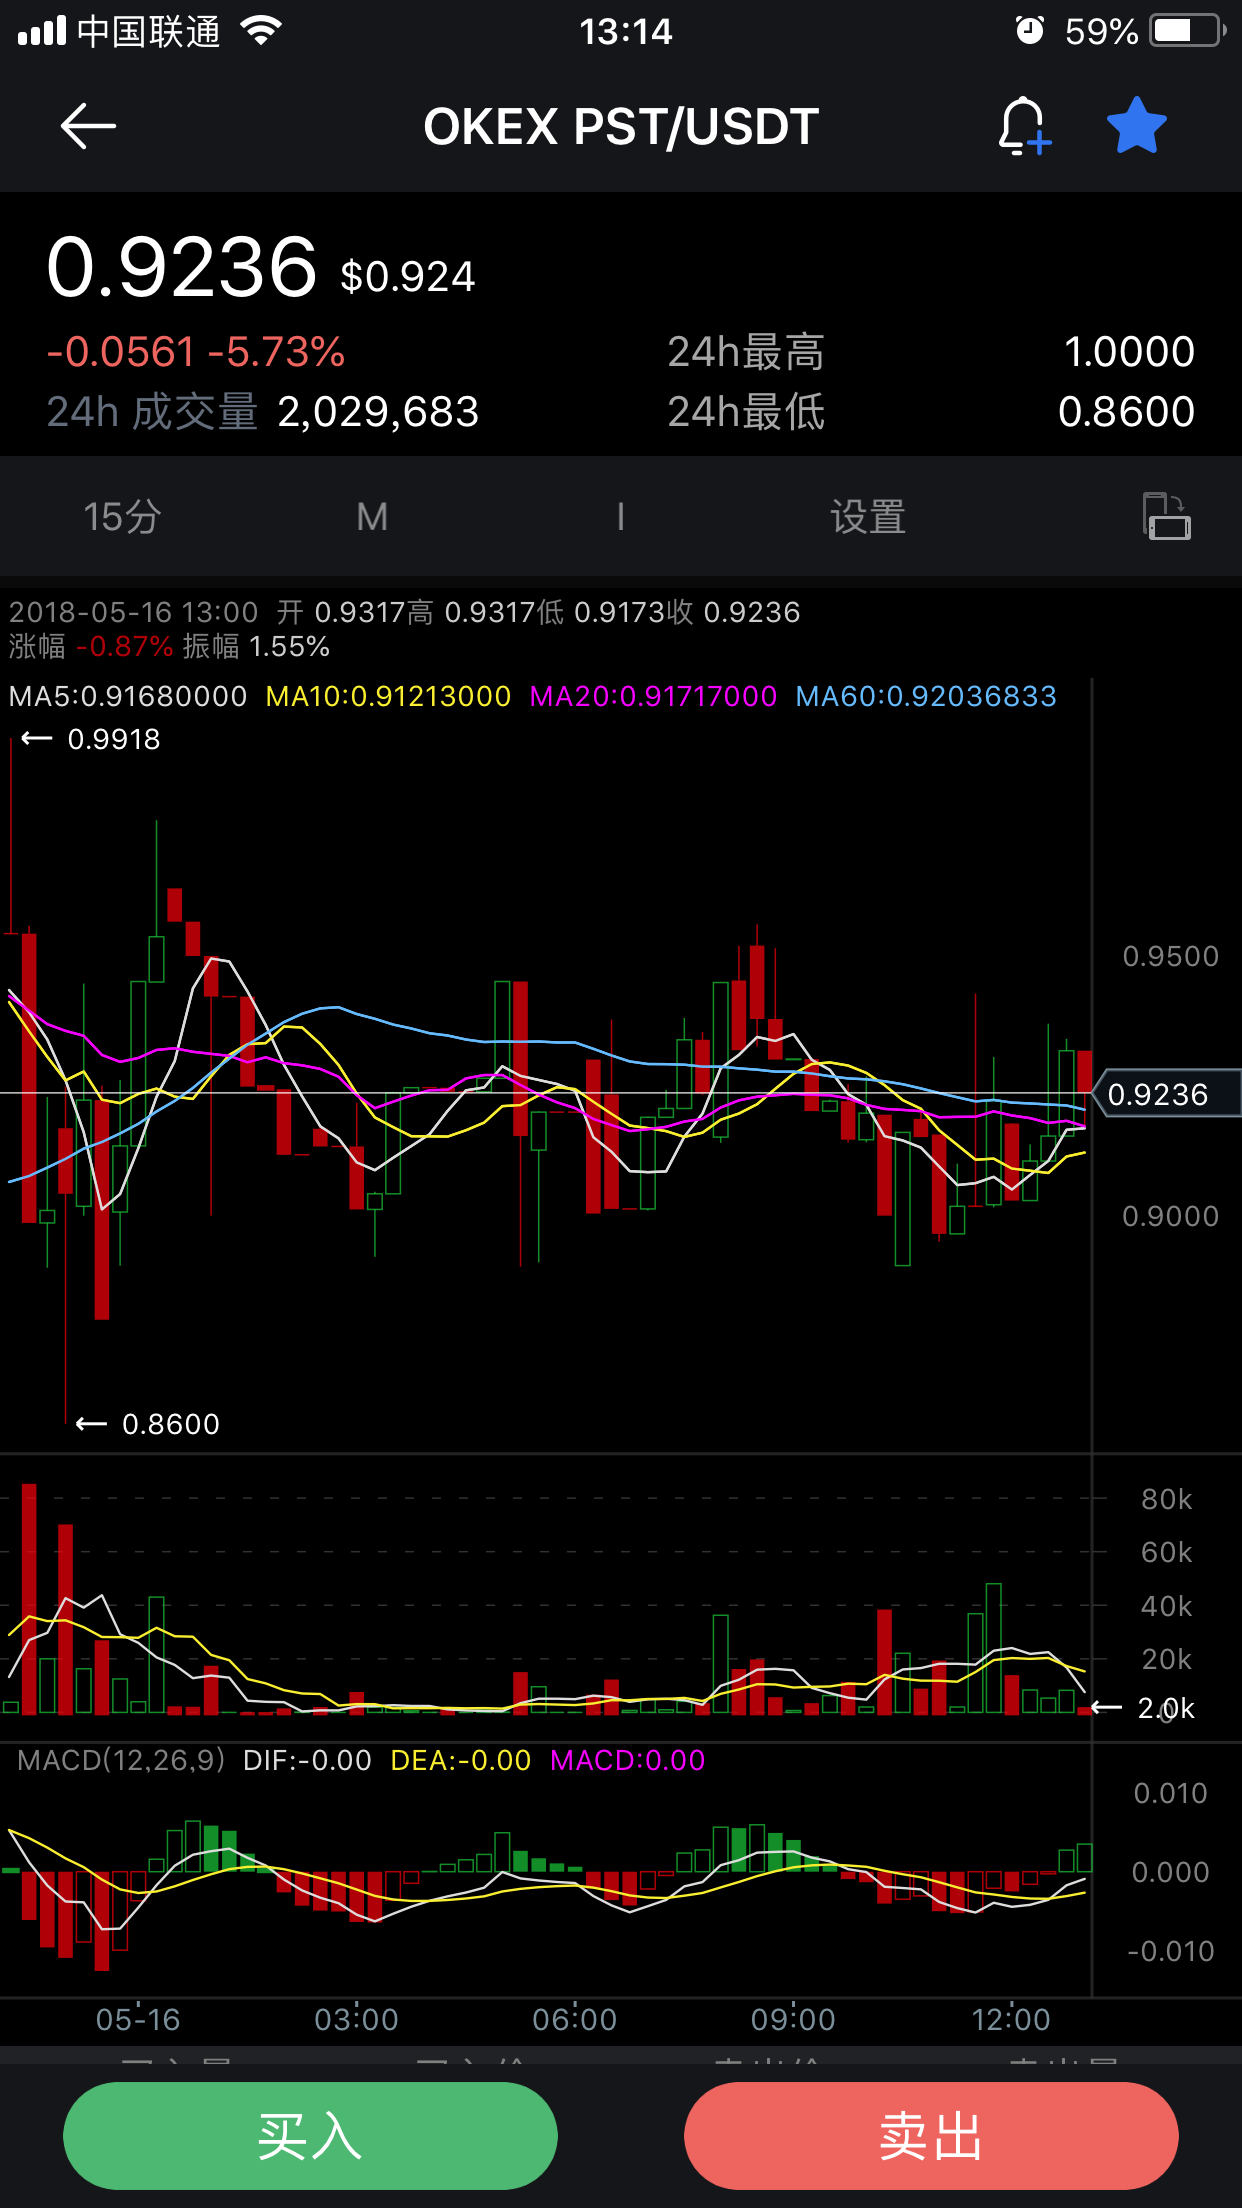 中国联通 13:14 59%
OKEX PST/USDT
0.9236 $0.924
-0.0561 -5.73% 24h最高 1.0000
24h 成交量 2,029,683 24h最低 0.8600
15分 M I 设置
2018-05-16 13:00 开 0.9317高 0.9317低 0.9173收 0.9236
涨幅 -0.87% 振幅 1.55%
MA5:0.91680000 MA10:0.91213000 MA20:0.91717000 MA60:0.92036833
← 0.9918
0.9500
0.9236
0.9000
← 0.8600
80k
60k
40k
20k
← 2.0k
0
MACD(12,26,9) DIF:-0.00 DEA:-0.00 MACD:0.00
0.010
0.000
-0.010
05-16 03:00 06:00 09:00 12:00
买入 卖出